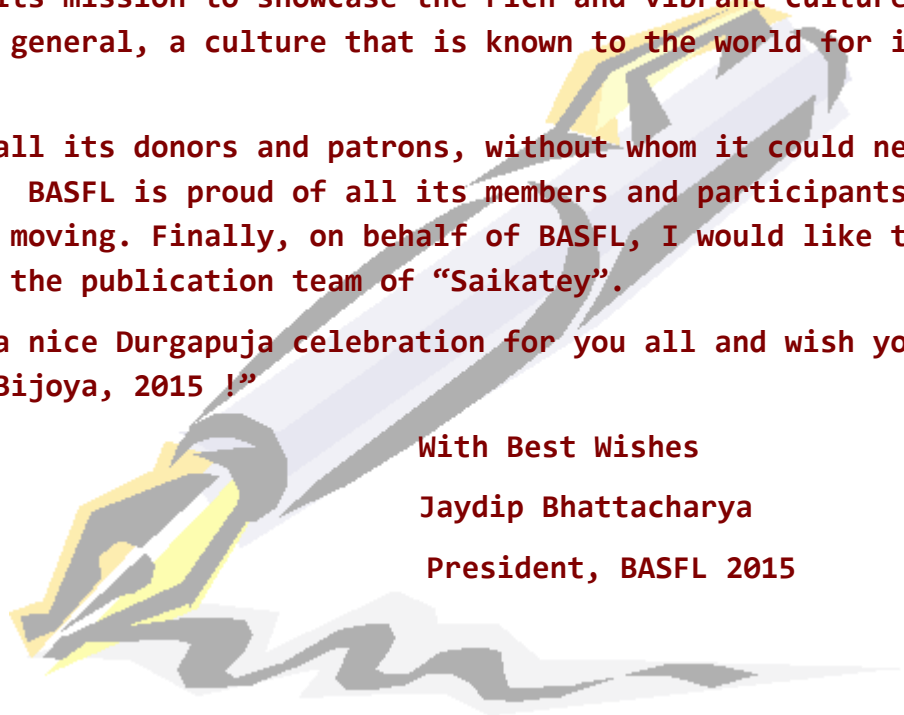 its mission to showcase the rich and vibrant culture
general, a culture that is known to the world for i
all its donors and patrons, without whom it could ne
BASFL is proud of all its members and participants
moving. Finally, on behalf of BASFL, I would like t
the publication team of “Saikatey”.
a nice Durgapuja celebration for you all and wish yo
Bijoya, 2015 !”
With Best Wishes
Jaydip Bhattacharya
President, BASFL 2015